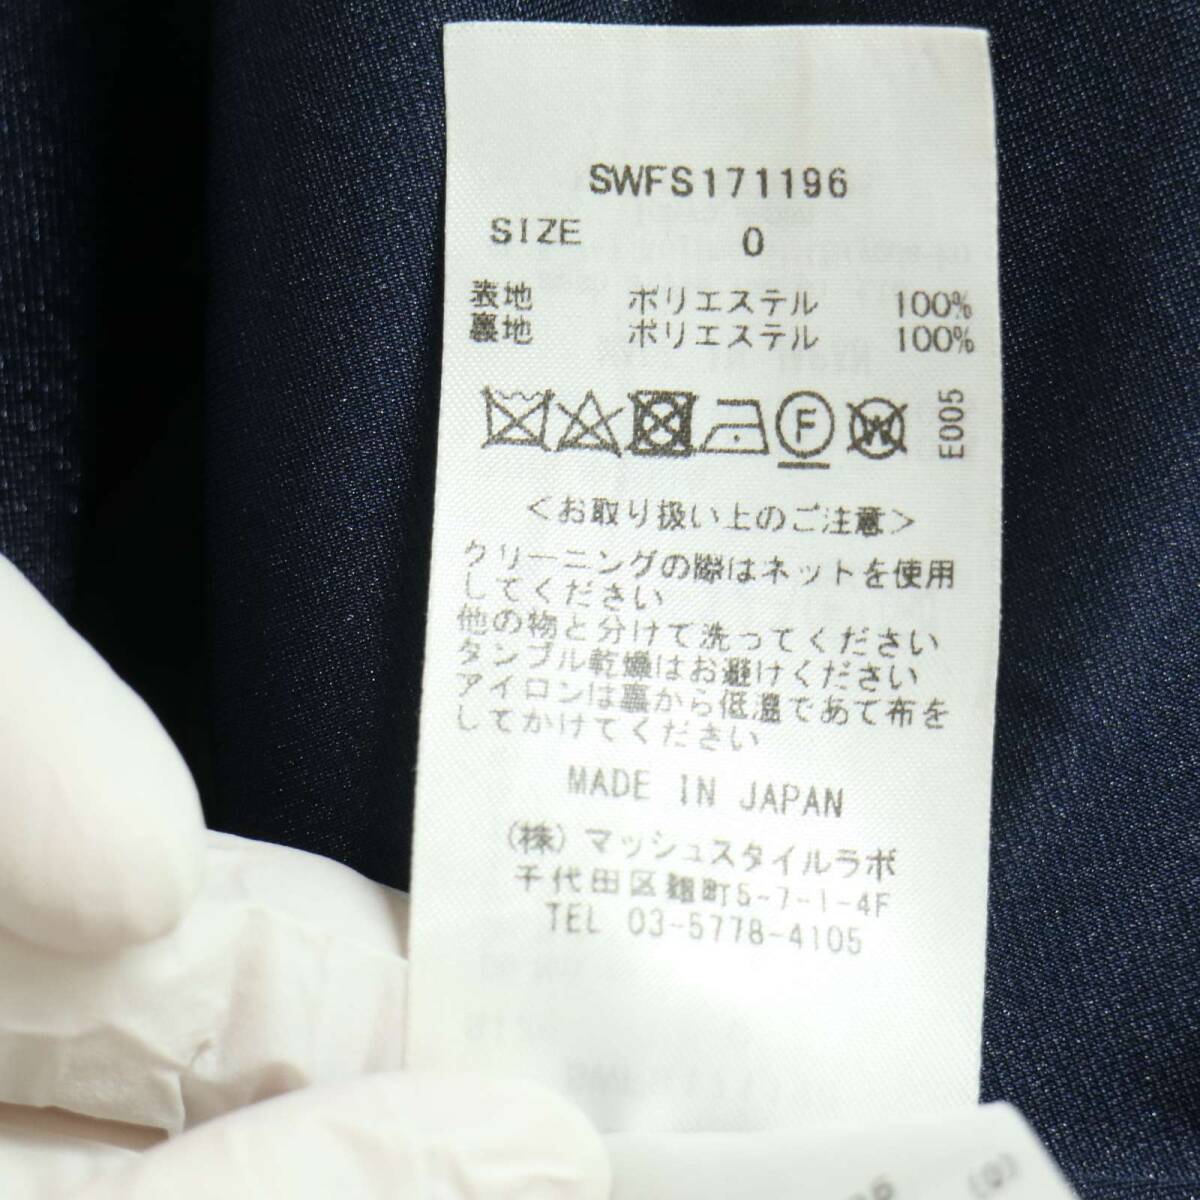 SWFS171196
SIZE 0
表地 ポリエステル 100%
裏地 ポリエステル 100%
F W E005
<お取り扱い上のご注意>
クリーニングの際はネットを使用
してください
他の物と分けて洗ってください
タンブル乾燥はお避けください
アイロンは裏から低温であて布を
してかけてください
MADE IN JAPAN
(株)マッシュスタイルラボ
千代田区麹町5-7-1-4F
TEL 03-5778-4105
(0)